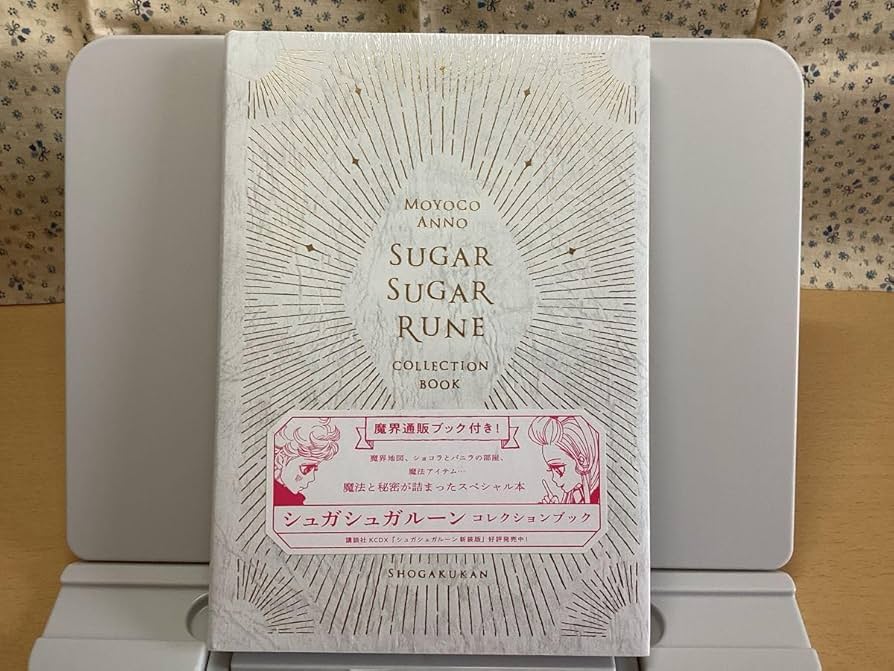 MOYOCO
ANNO
SUGAR
SUGAR
RUNE
COLLECTION
BOOK
魔界通販ブック付き!
魔界地図、ショコラとバニラの部屋、
魔法アイテム…
魔法と秘密が詰まったスペシャル本
シュガシュガルーン コレクションブック
講談社KCDX「シュガシュガルーン新装版」好評発売中!
SHOGAKUKAN